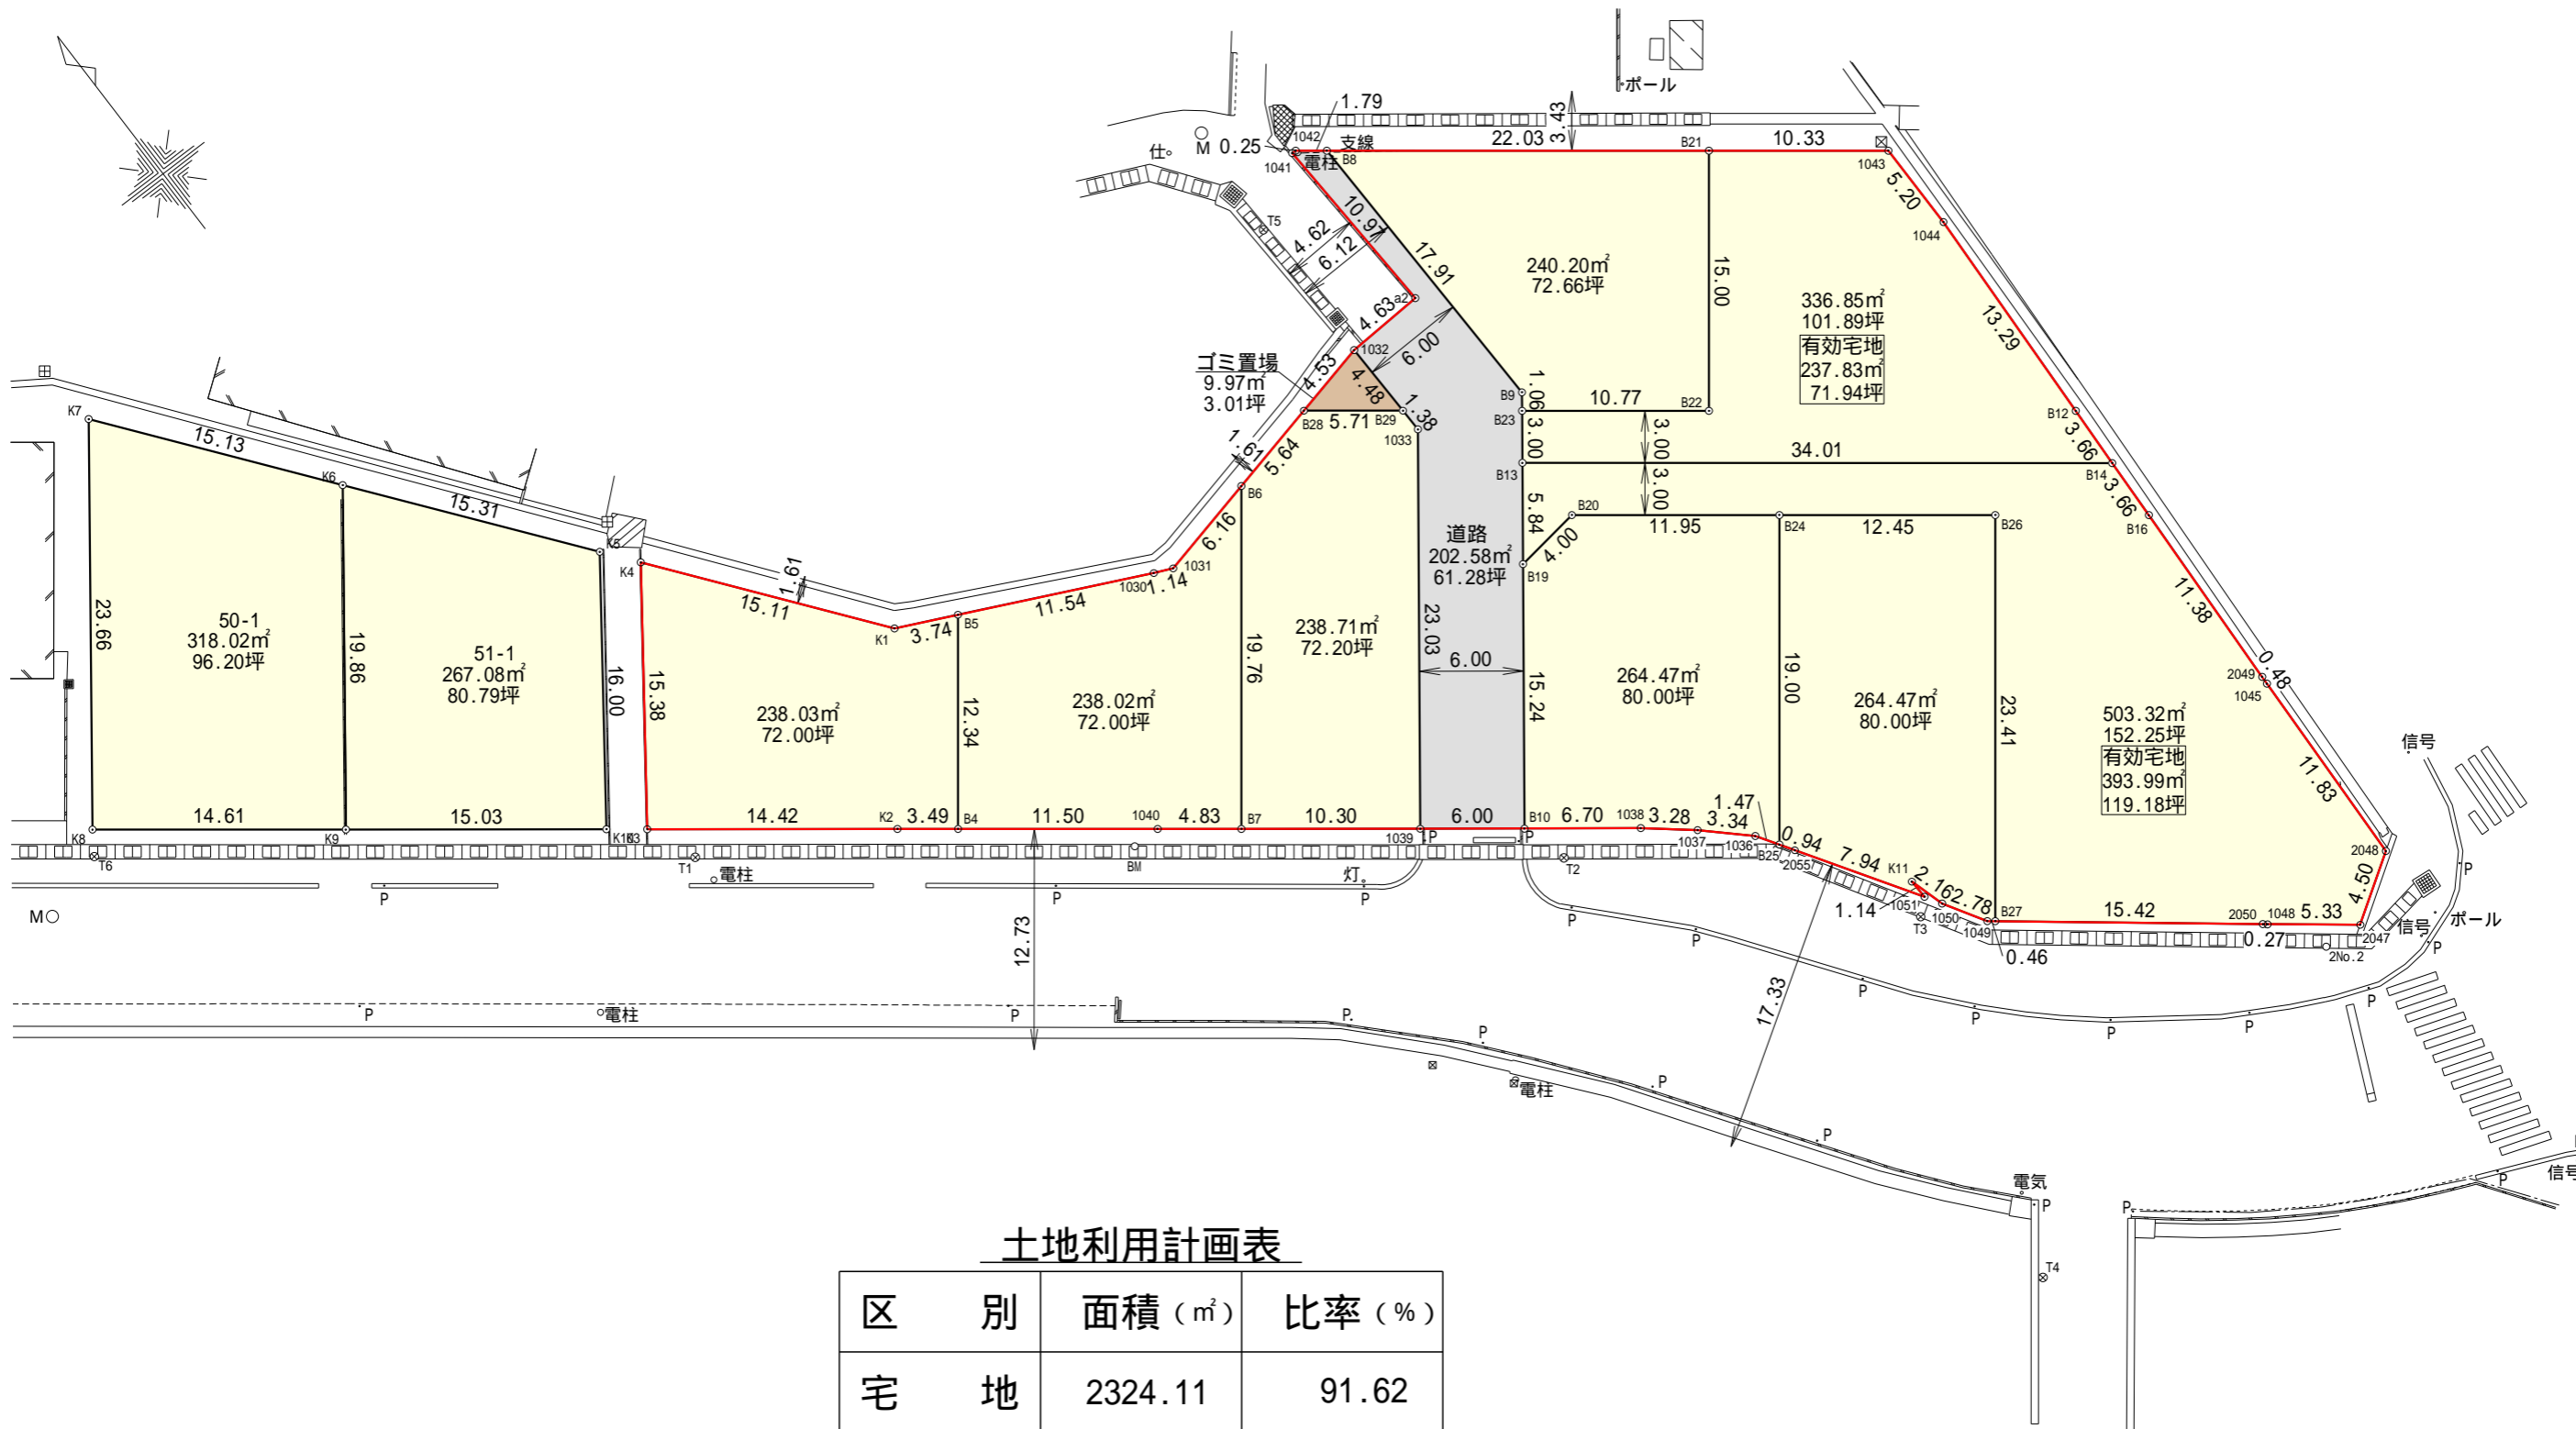 ポール
1.79
3.43
1042
支線
22.03
B21
10.33
仕
M
0.25
1041
電柱
B8
1043
5.20
T5
10.97
4.62
6.12
17.91
1044
240.20㎡
72.66坪
15.00
336.85㎡
101.89坪
有効宅地
237.83㎡
71.94坪
13.29
a2
4.63
6.00
1032
ゴミ置場
9.97㎡
3.01坪
4.53
4.48
1.38
1.06
B9
10.77
B22
B23
B12
K7
15.13
B28
5.71
B29
1033
3.00
3.00
3.66
34.01
1.61
5.64
B13
B14
K6
15.31
B6
3.00
3.66
5.84
B20
11.95
B24
12.45
B26
B16
6.16
道路
202.58㎡
61.28坪
4.00
B19
K5
K4
1.61
15.11
1030
1.14
1031
11.54
11.38
23.66
50-1
318.02㎡
96.20坪
19.86
51-1
267.08㎡
80.79坪
16.00
15.38
K1
3.74
B5
238.71㎡
72.20坪
23.03
19.76
6.00
15.24
264.47㎡
80.00坪
19.00
264.47㎡
80.00坪
23.41
2049
0.48
1045
238.03㎡
72.00坪
12.34
238.02㎡
72.00坪
503.32㎡
152.25坪
有効宅地
393.99㎡
119.18坪
11.83
信号
14.61
15.03
14.42
K2
3.49
B4
11.50
1040
4.83
B7
10.30
6.00
B10
6.70
1038
3.28
1.47
3.34
K8
K9
K10
K3
1039
P
P
1037
1036
B25
0.94
2055
7.94
K11
2.16
2.78
2048
4.50
T6
T1
BM
T2
電柱
灯
P
P
P
P
P
1.14
1051
1050
T3
1049
B27
15.42
2050
1048
5.33
2047
信号
ポール
M
12.73
P
0.46
0.27
2No.2
P
17.33
P
P
P
P
P
P
P
電柱
P
P
P
電柱
P
P
電気
P
P
P
信号
T4
土地利用計画表
区 別 面積（㎡） 比率（%）
宅 地 2324.11 91.62